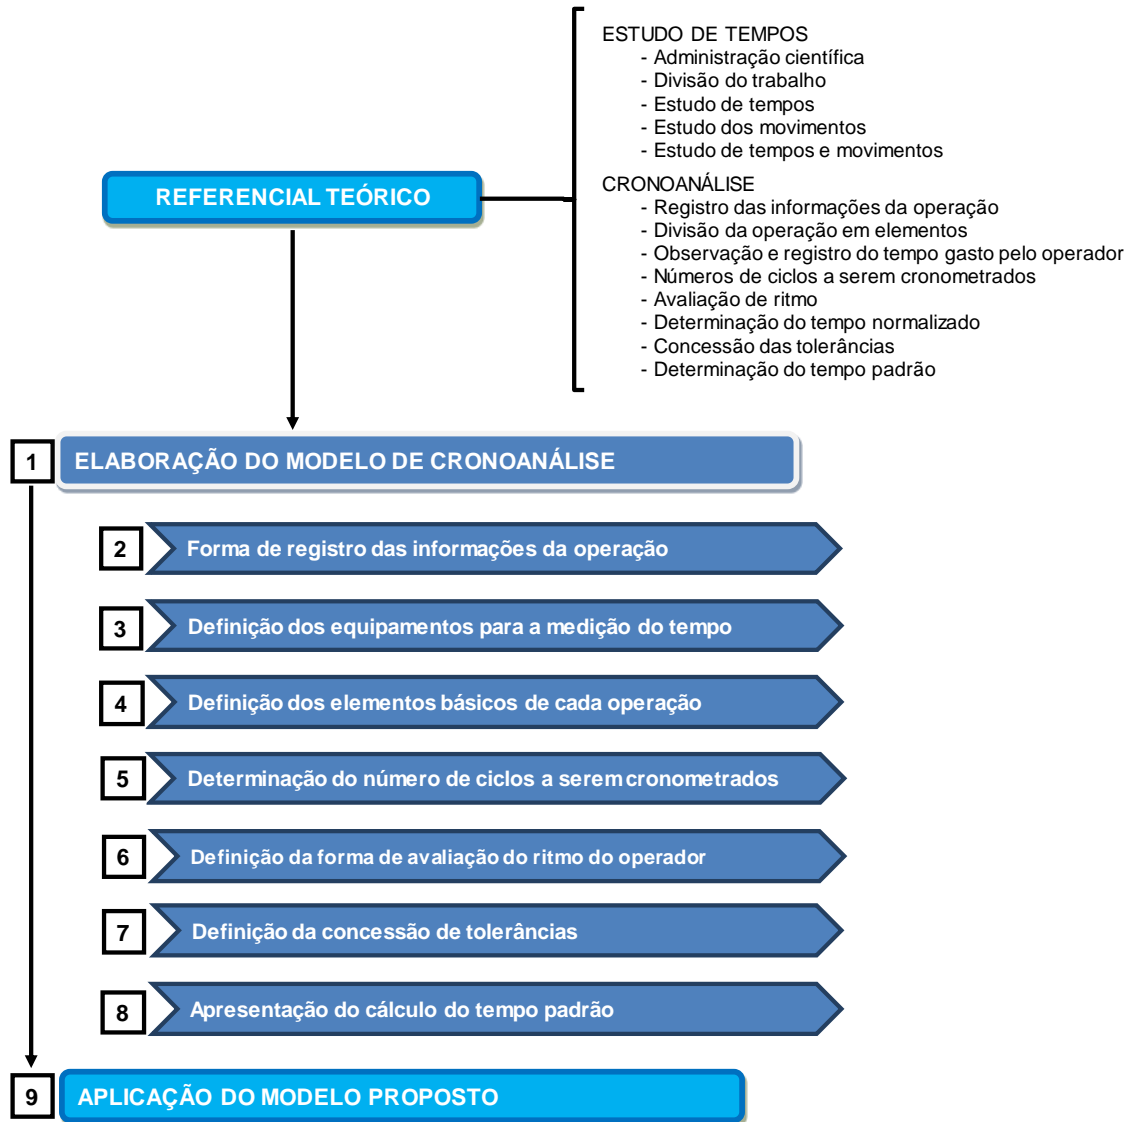 ESTUDO DE TEMPOS
- Administração científica
- Divisão do trabalho
- Estudo de tempos
- Estudo dos movimentos
- Estudo de tempos e movimentos
REFERENCIAL TEÓRICO
CRONOANÁLISE
- Registro das informações da operação
- Divisão da operação em elementos
- Observação e registro do tempo gasto pelo operador
- Números de ciclos a serem cronometrados
- Avaliação de ritmo
- Determinação do tempo normalizado
- Concessão das tolerâncias
- Determinação do tempo padrão
1 ELABORAÇÃO DO MODELO DE CRONOANÁLISE
2 Forma de registro das informações da operação
3 Definição dos equipamentos para a medição do tempo
4 Definição dos elementos básicos de cada operação
5 Determinação do número de ciclos a serem cronometrados
6 Definição da forma de avaliação do ritmo do operador
7 Definição da concessão de tolerâncias
8 Apresentação do cálculo do tempo padrão
9 APLICAÇÃO DO MODELO PROPOSTO